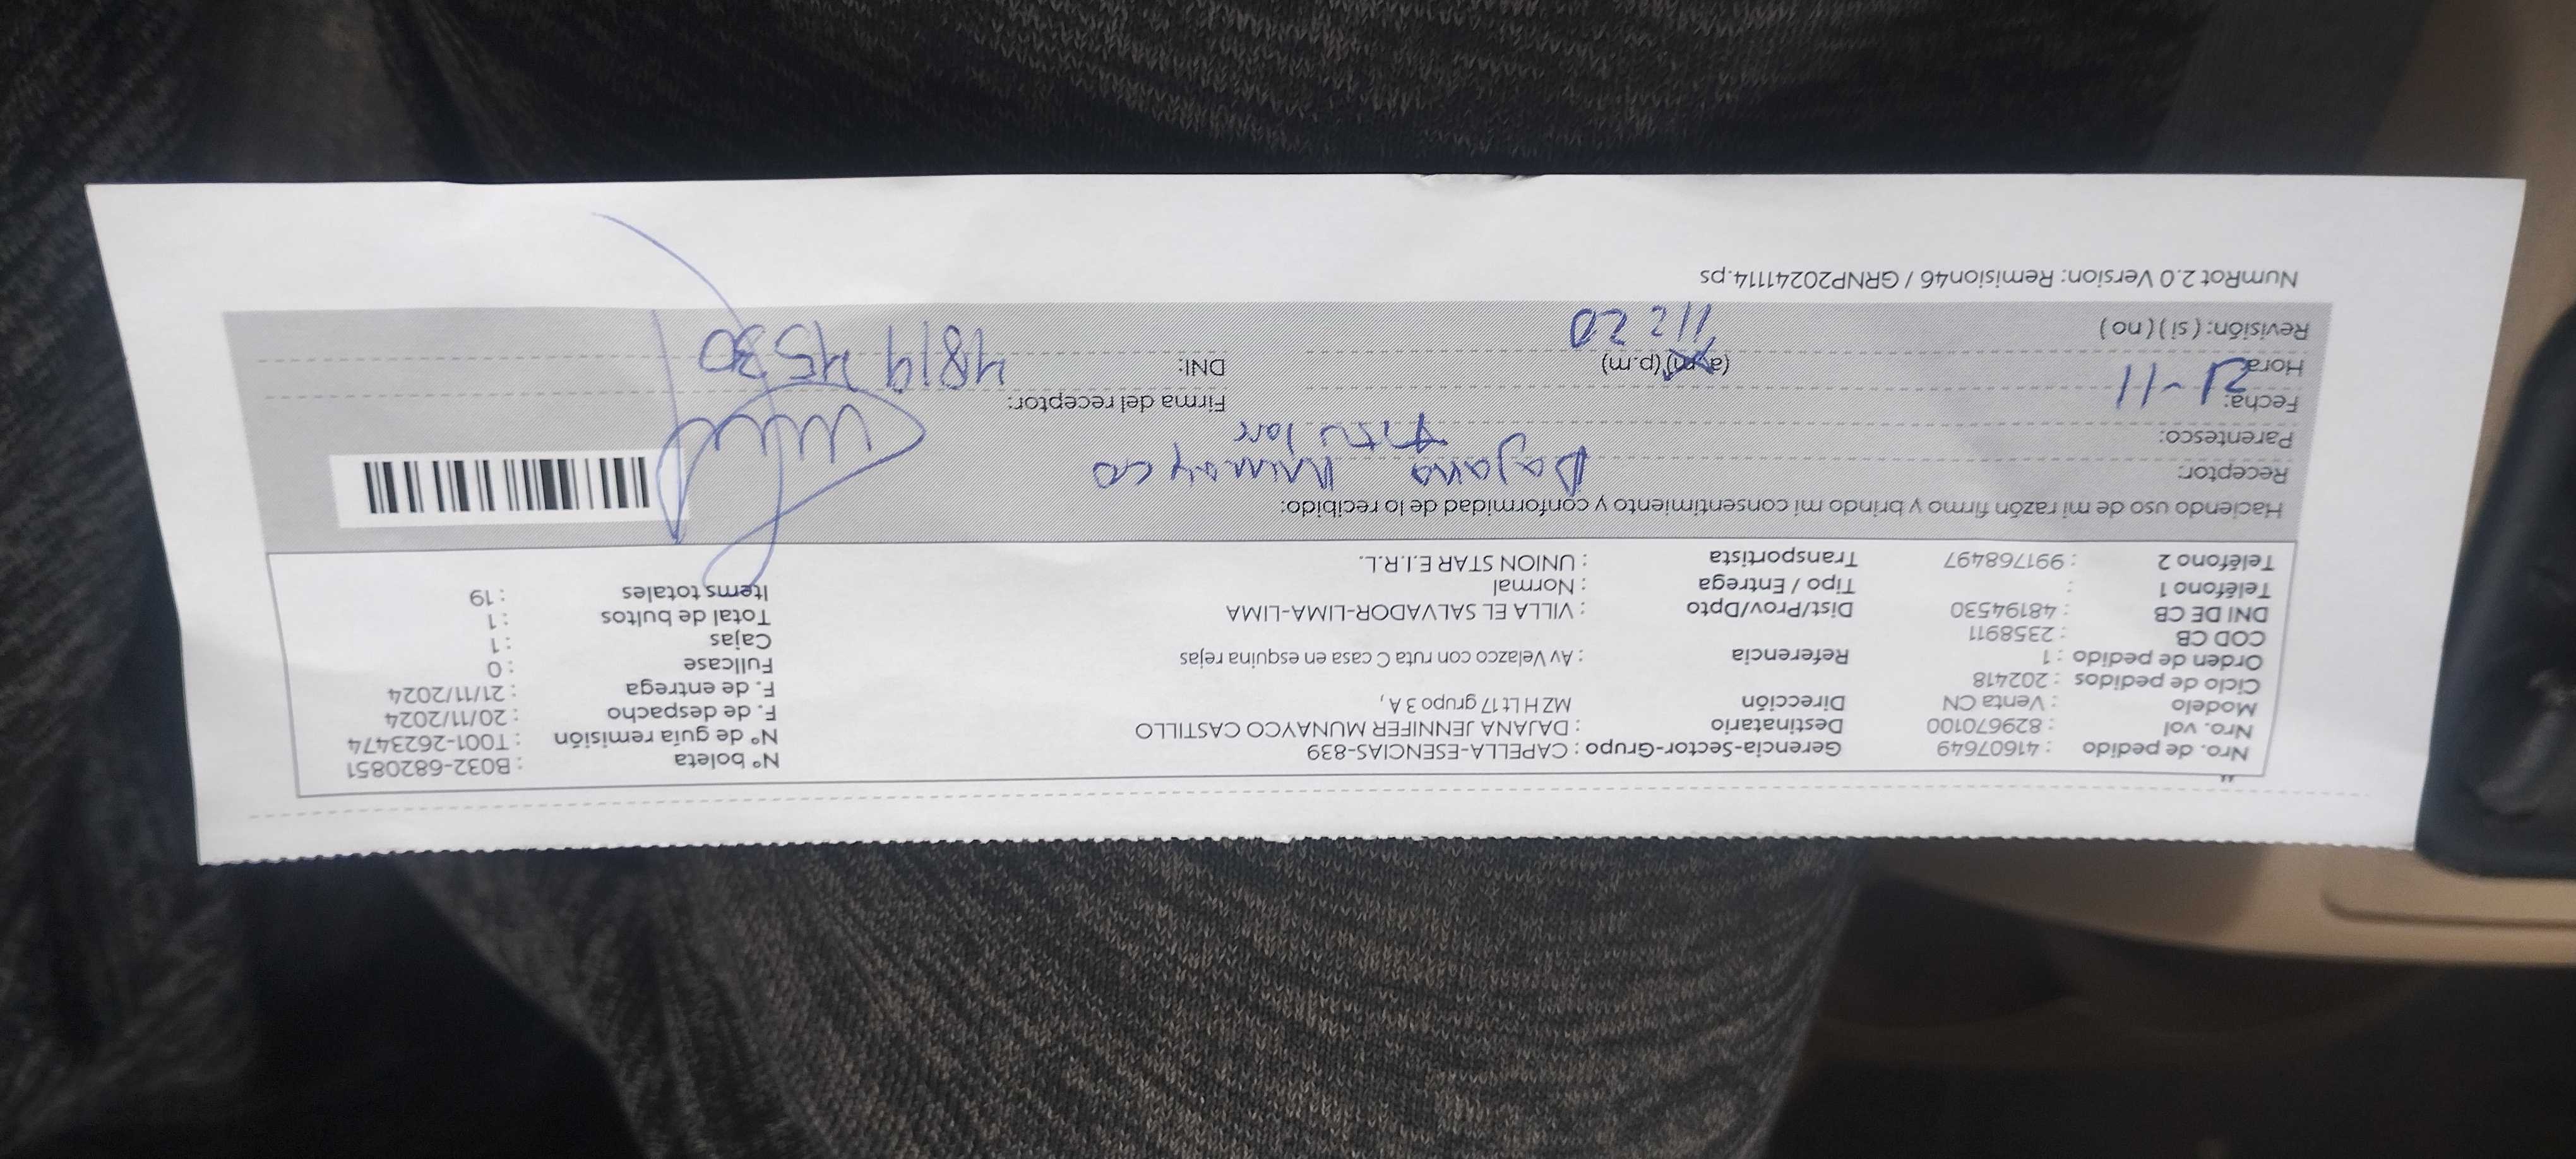 Nro. de pedido : 41607649 Gerencia-Sector-Grupo : CAPELLA-ESENCIAS-839 N° boleta : B032-6820851
Nro. vol : 829670100 Destinatario : DAJANA JENNIFER MUNAYCO CASTILLO N° de guía remisión : T001-2623474
Modelo : Venta CN Dirección MZ H Lt 17 grupo 3 A , F. de despacho : 20/11/2024
Ciclo de pedidos : 202418 F. de entrega : 21/11/2024
Orden de pedido : 1 Referencia : Av Velazco con ruta C casa en esquina rejas Fullcase : 0
COD CB : 2358911 Cajas : 1
DNI DE CB : 48194530 Dist/Prov/Dpto : VILLA EL SALVADOR-LIMA-LIMA Total de bultos : 1
Teléfono 1 : Tipo / Entrega : Normal Items totales : 19
Teléfono 2 : 991768497 Transportista : UNION STAR E.I.R.L.
Haciendo uso de mi razón firmo y brindo mi consentimiento y conformidad de lo recibido:
Receptor: Dajana Munayco
Parentesco: Titular
Fecha: 21-11 Firma del receptor:
Hora: (a.m) (p.m) DNI: 48194530
Revisión: ( si ) ( no ) 11:20
NumRot 2.0 Version: Remision46 / GRNP20241114.ps